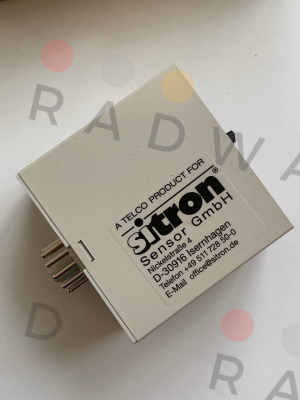 RADWA
A TELCO PRODUCT FOR
sitron®
Sensor GmbH
Nickelstraße 4
D-30916 Isernhagen
Telefon +49 511 728 50-0
E-Mail office@sitron.de